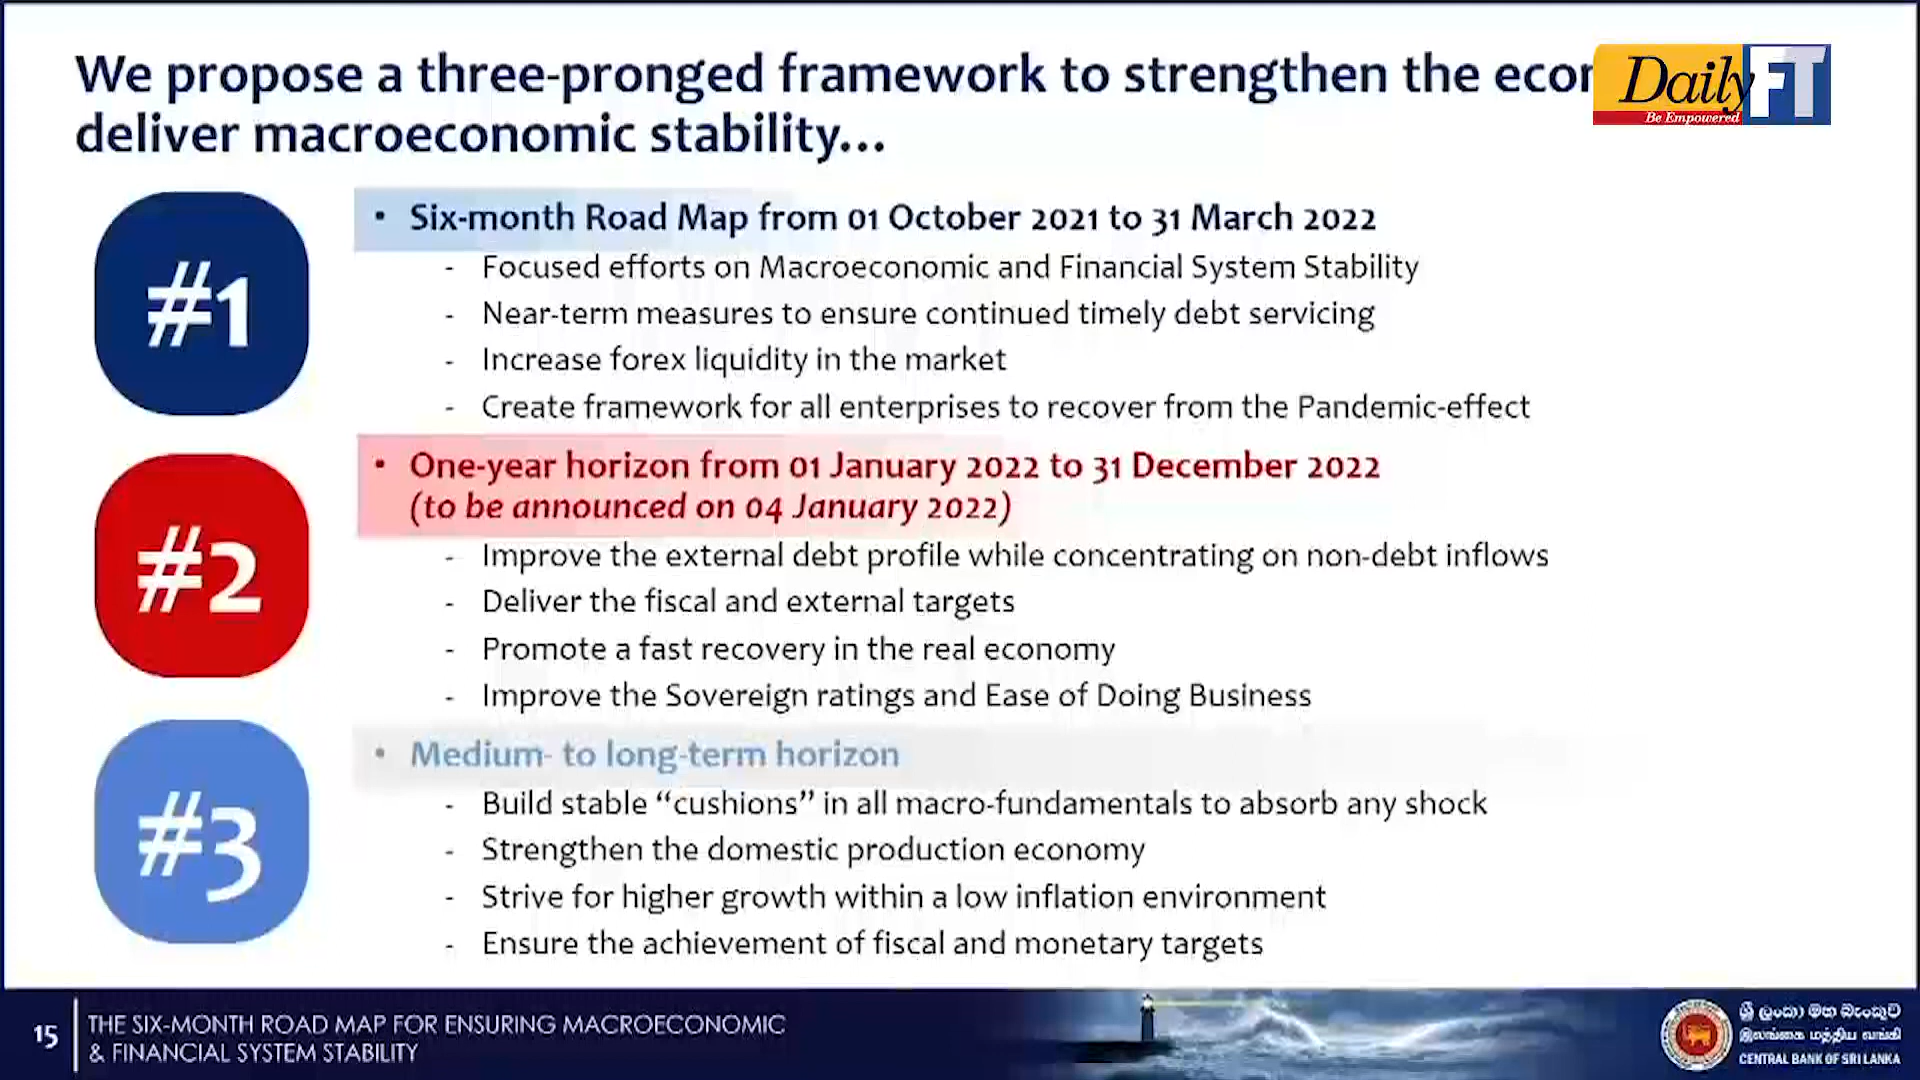 We propose a three-pronged framework to strengthen the
deliver macroeconomic stability...
Daily FT
Be Empowered
#1
• Six-month Road Map from 01 October 2021 to 31 March 2022
- Focused efforts on Macroeconomic and Financial System Stability
- Near-term measures to ensure continued timely debt servicing
- Increase forex liquidity in the market
- Create framework for all enterprises to recover from the Pandemic-effect
#2
• One-year horizon from 01 January 2022 to 31 December 2022
(to be announced on 04 January 2022)
- Improve the external debt profile while concentrating on non-debt inflows
- Deliver the fiscal and external targets
- Promote a fast recovery in the real economy
- Improve the Sovereign ratings and Ease of Doing Business
#3
• Medium- to long-term horizon
- Build stable “cushions” in all macro-fundamentals to absorb any shock
- Strengthen the domestic production economy
- Strive for higher growth within a low inflation environment
- Ensure the achievement of fiscal and monetary targets
15
THE SIX-MONTH ROAD MAP FOR ENSURING MACROECONOMIC
& FINANCIAL SYSTEM STABILITY
ශ්‍රී ලංකා මහ බැංකුව
இலங்கை மத்திய வங்கி
CENTRAL BANK OF SRI LANKA